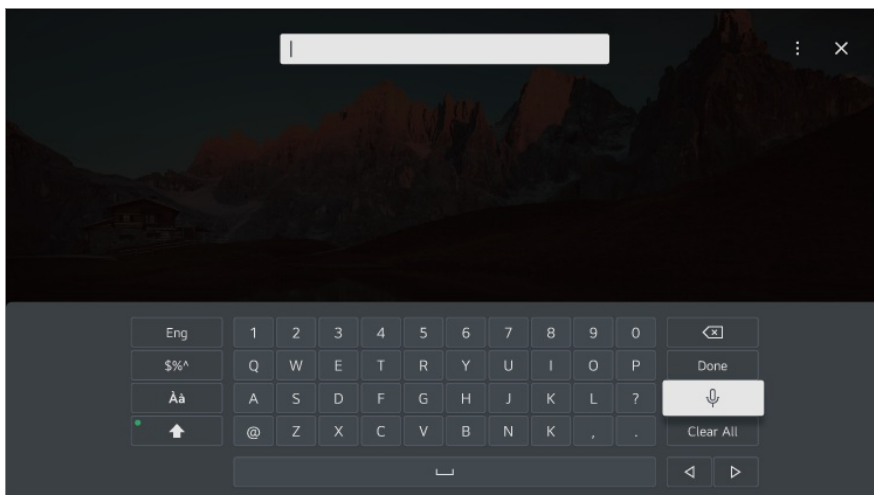 Eng 1 2 3 4 5 6 7 8 9 0
$%^ Q W E T R Y U I O P Done
Àà A S D F G H J K L ?
@ Z X C V B N K , . Clear All